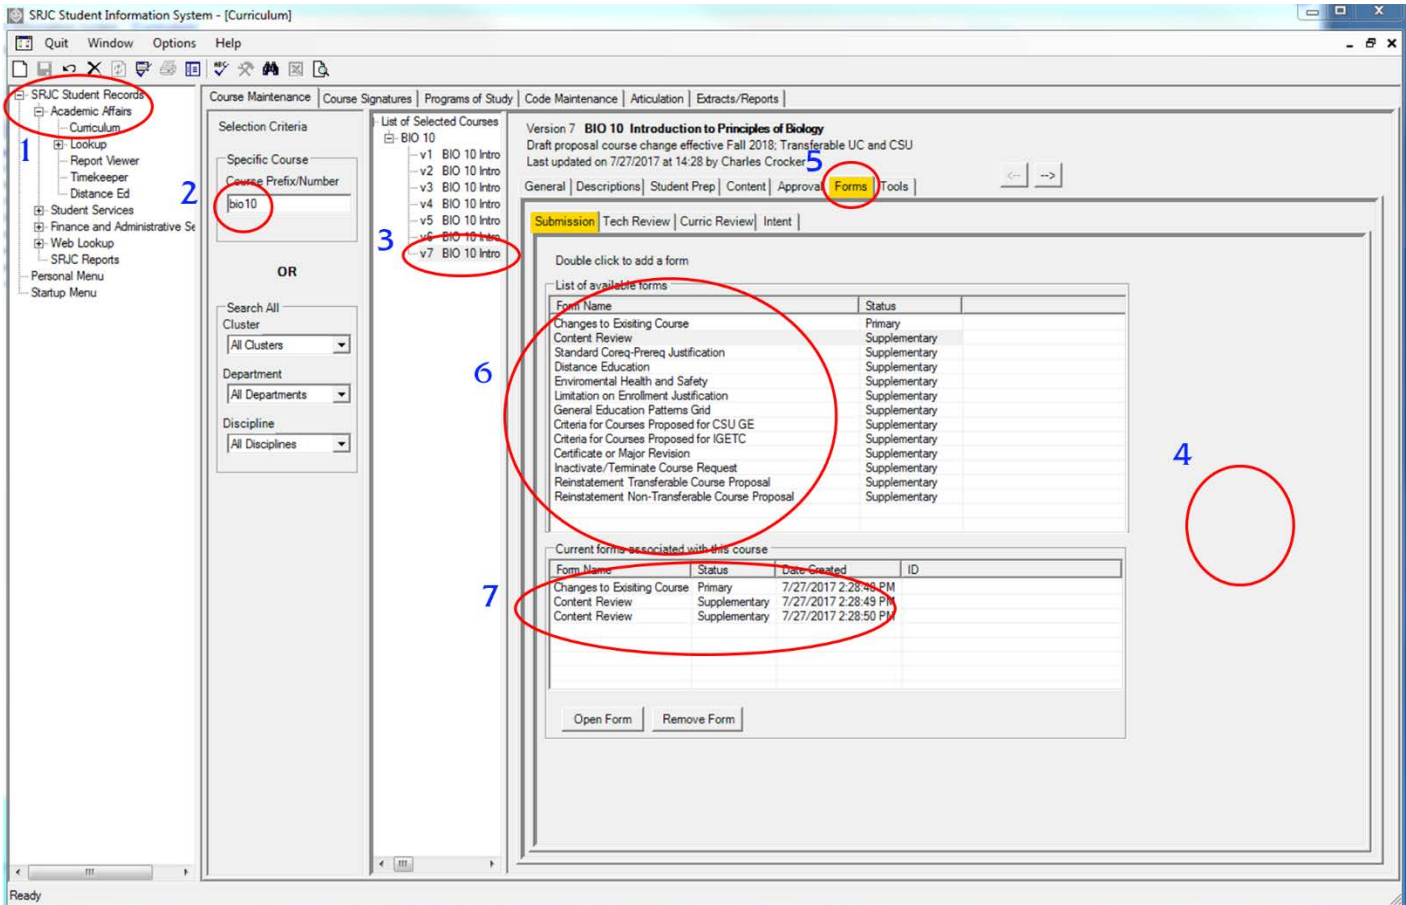 SRJC Student Information System - [Curriculum]
Quit Window Options Help
SRJC Student Records
Academic Affairs
Curriculum
Lookup
Report Viewer
Timekeeper
Distance Ed
Student Services
Finance and Administrative Se
Web Lookup
SRJC Reports
Personal Menu
Startup Menu
1
Course Maintenance Course Signatures Programs of Study Code Maintenance Articulation Extracts/Reports
Selection Criteria
Specific Course
Course Prefix/Number
2
bio10
OR
Search All
Cluster
All Clusters
Department
All Departments
Discipline
All Disciplines
List of Selected Courses
BIO 10
v1 BIO 10 Intro
v2 BIO 10 Intro
v3 BIO 10 Intro
v4 BIO 10 Intro
v5 BIO 10 Intro
v6 BIO 10 Intro
v7 BIO 10 Intro
3
Version 7 BIO 10 Introduction to Principles of Biology
Draft proposal course change effective Fall 2018; Transferable UC and CSU
Last updated on 7/27/2017 at 14:28 by Charles Crocker
5
<-- -->
General Descriptions Student Prep Content Approval Forms Tools
Submission Tech Review Curric Review Intent
Double click to add a form
List of available forms
Form Name Status
Changes to Exisiting Course Primary
Content Review Supplementary
Standard Coreq-Prereq Justification Supplementary
Distance Education Supplementary
Enviromental Health and Safety Supplementary
Limitation on Enrollment Justification Supplementary
General Education Patterns Grid Supplementary
Criteria for Courses Proposed for CSU GE Supplementary
Criteria for Courses Proposed for IGETC Supplementary
Certificate or Major Revision Supplementary
Inactivate/Terminate Course Request Supplementary
Reinstatement Transferable Course Proposal Supplementary
Reinstatement Non-Transferable Course Proposal Supplementary
6
4
Current forms associated with this course
Form Name Status Date Created ID
Changes to Exisiting Course Primary 7/27/2017 2:28:48 PM
Content Review Supplementary 7/27/2017 2:28:49 PM
Content Review Supplementary 7/27/2017 2:28:50 PM
7
Open Form Remove Form
Ready